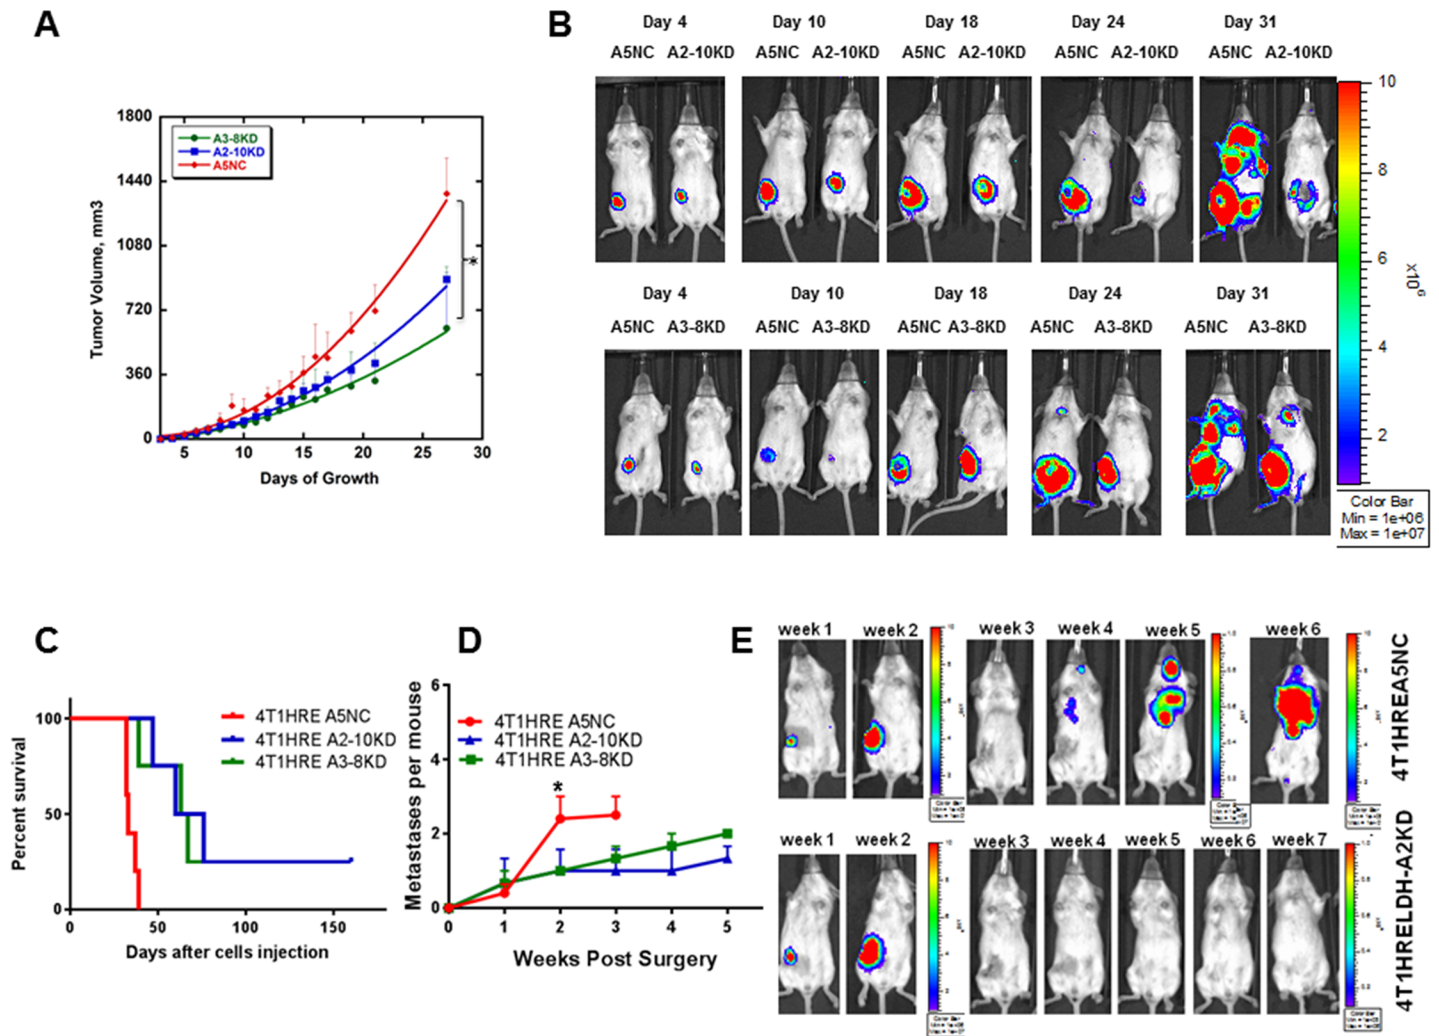 A
1800
1440
1080
720
360
0
A3-8KD
A2-10KD
A5NC
*
Tumor Volume, mm3
5 10 15 20 25 30
Days of Growth
B
Day 4 Day 10 Day 18 Day 24 Day 31
A5NC A2-10KD A5NC A2-10KD A5NC A2-10KD A5NC A2-10KD A5NC A2-10KD
Day 4 Day 10 Day 18 Day 24 Day 31
A5NC A3-8KD A5NC A3-8KD A5NC A3-8KD A5NC A3-8KD A5NC A3-8KD
10
8
6
4
2
x10⁶
Color Bar
Min = 1e+06
Max = 1e+07
C
100
50
0
Percent survival
4T1HRE A5NC
4T1HRE A2-10KD
4T1HRE A3-8KD
0 50 100 150
Days after cells injection
D
6
4
2
0
Metastases per mouse
4T1HRE A5NC
4T1HRE A2-10KD
4T1HRE A3-8KD
*
0 1 2 3 4 5
Weeks Post Surgery
E
week 1 week 2 week 3 week 4 week 5 week 6
4T1HREA5NC
week 1 week 2 week 3 week 4 week 5 week 6 week 7
4T1HRELDH-A2KD